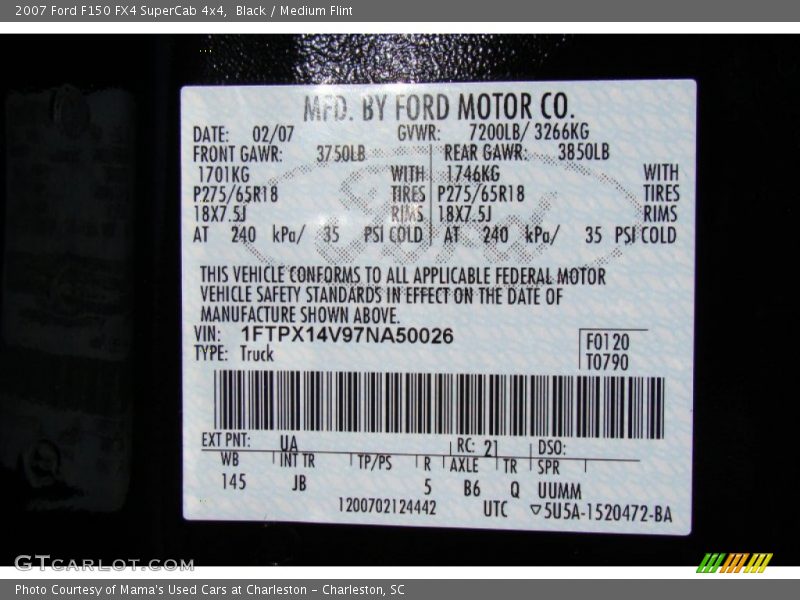 2007 Ford F150 FX4 SuperCab 4x4,  Black / Medium Flint
MFD. BY FORD MOTOR CO.
DATE: 02/07 GVWR: 7200LB/ 3266KG
FRONT GAWR: 3750LB REAR GAWR: 3850LB
1701KG WITH 1746KG WITH
P275/65R18 TIRES P275/65R18 TIRES
18X7.5J RIMS 18X7.5J RIMS
AT 240 kPa/ 35 PSI COLD AT 240 kPa/ 35 PSI COLD
Ford
THIS VEHICLE CONFORMS TO ALL APPLICABLE FEDERAL MOTOR
VEHICLE SAFETY STANDARDS IN EFFECT ON THE DATE OF
MANUFACTURE SHOWN ABOVE.
VIN: 1FTPX14V97NA50026
TYPE: Truck
F0120
T0790
EXT PNT: UA RC: 21 DSO:
WB INT TR TP/PS R AXLE TR SPR
145 JB 5 B6 Q UUMM
1200702124442 UTC ▽5U5A-1520472-BA
GTCARLOT.COM
Photo Courtesy of Mama's Used Cars at Charleston - Charleston, SC